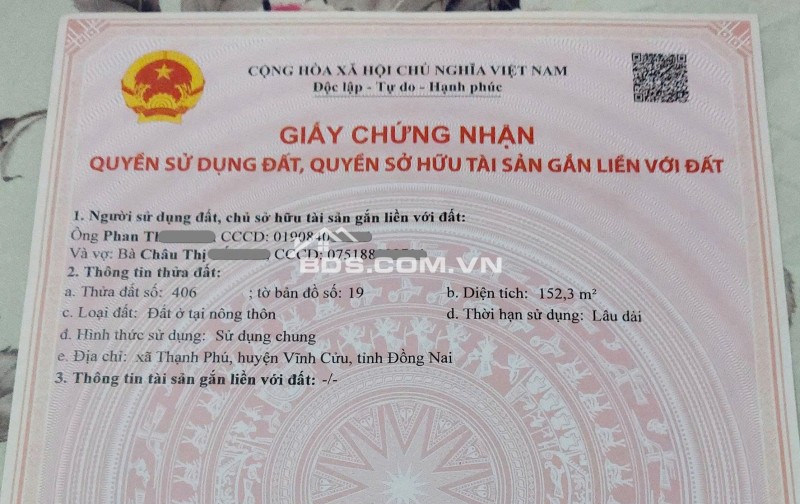 CỘNG HÒA XÃ HỘI CHỦ NGHĨA VIỆT NAM
Độc lập - Tự do - Hạnh phúc
GIẤY CHỨNG NHẬN
QUYỀN SỬ DỤNG ĐẤT, QUYỀN SỞ HỮU TÀI SẢN GẮN LIỀN VỚI ĐẤT
1. Người sử dụng đất, chủ sở hữu tài sản gắn liền với đất:
Ông Phan CCCD: 0190840
Và vợ: Bà Châu Thị CCCD: 075188
BDS.COM.VN
2. Thông tin thửa đất:
a. Thửa đất số: 406 ; tờ bản đồ số: 19 b. Diện tích: 152,3 m²
c. Loại đất: Đất ở tại nông thôn d. Thời hạn sử dụng: Lâu dài
đ. Hình thức sử dụng: Sử dụng chung
e. Địa chỉ: xã Thạnh Phú, huyện Vĩnh Cửu, tỉnh Đồng Nai
3. Thông tin tài sản gắn liền với đất: -/-